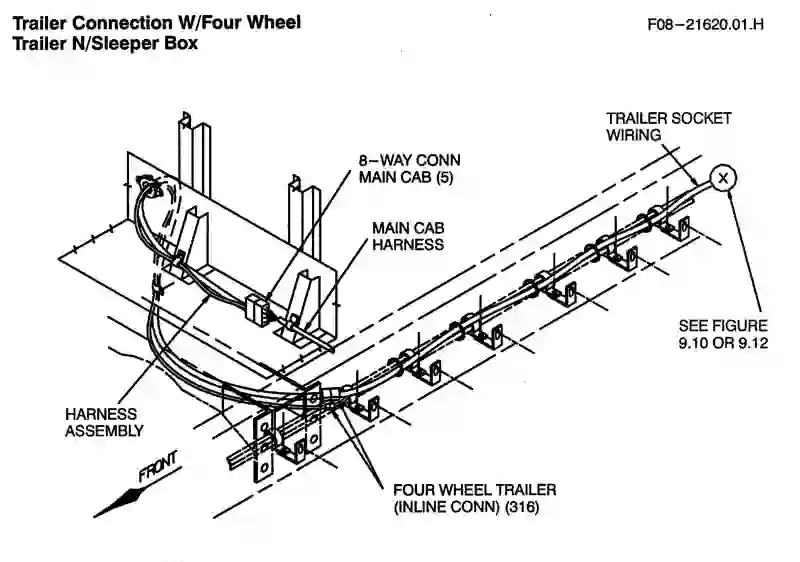 Trailer Connection W/Four Wheel
Trailer N/Sleeper Box
F08-21620.01.H
TRAILER SOCKET
WIRING
X
8-WAY CONN
MAIN CAB (5)
MAIN CAB
HARNESS
SEE FIGURE
9.10 OR 9.12
HARNESS
ASSEMBLY
FRONT
FOUR WHEEL TRAILER
(INLINE CONN) (316)